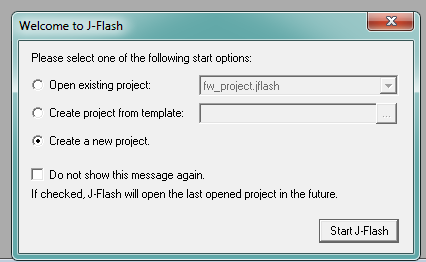 Welcome to J-Flash
Please select one of the following start options:
Open existing project:
fw_project.jflash
Create project from template:
...
Create a new project.
Do not show this message again.
If checked, J-Flash will open the last opened project in the future.
Start J-Flash